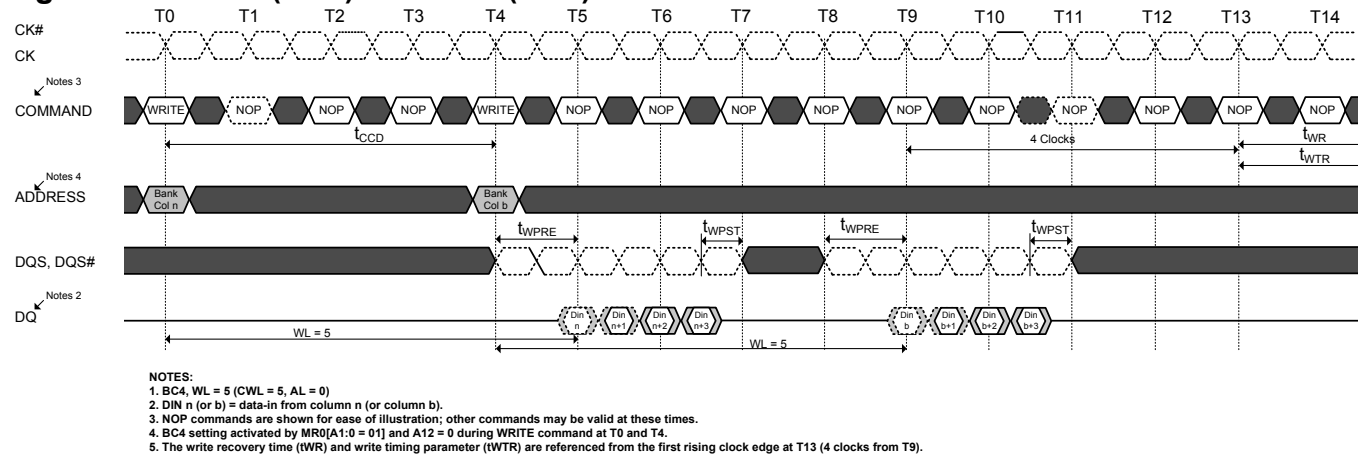 T0 T1 T2 T3 T4 T5 T6 T7 T8 T9 T10 T11 T12 T13 T14
CK#
CK
Notes 3
COMMAND WRITE NOP NOP NOP WRITE NOP NOP NOP NOP NOP NOP NOP NOP NOP NOP
tCCD 4 Clocks tWR
tWTR
Notes 4
ADDRESS Bank Col n Bank Col b
tWPRE tWPST tWPRE tWPST
DQS, DQS#
Notes 2
DQ Din n Din n+1 Din n+2 Din n+3 Din b Din b+1 Din b+2 Din b+3
WL = 5 WL = 5
NOTES:
1. BC4, WL = 5 (CWL = 5, AL = 0)
2. DIN n (or b) = data-in from column n (or column b).
3. NOP commands are shown for ease of illustration; other commands may be valid at these times.
4. BC4 setting activated by MR0[A1:0 = 01] and A12 = 0 during WRITE command at T0 and T4.
5. The write recovery time (tWR) and write timing parameter (tWTR) are referenced from the first rising clock edge at T13 (4 clocks from T9).